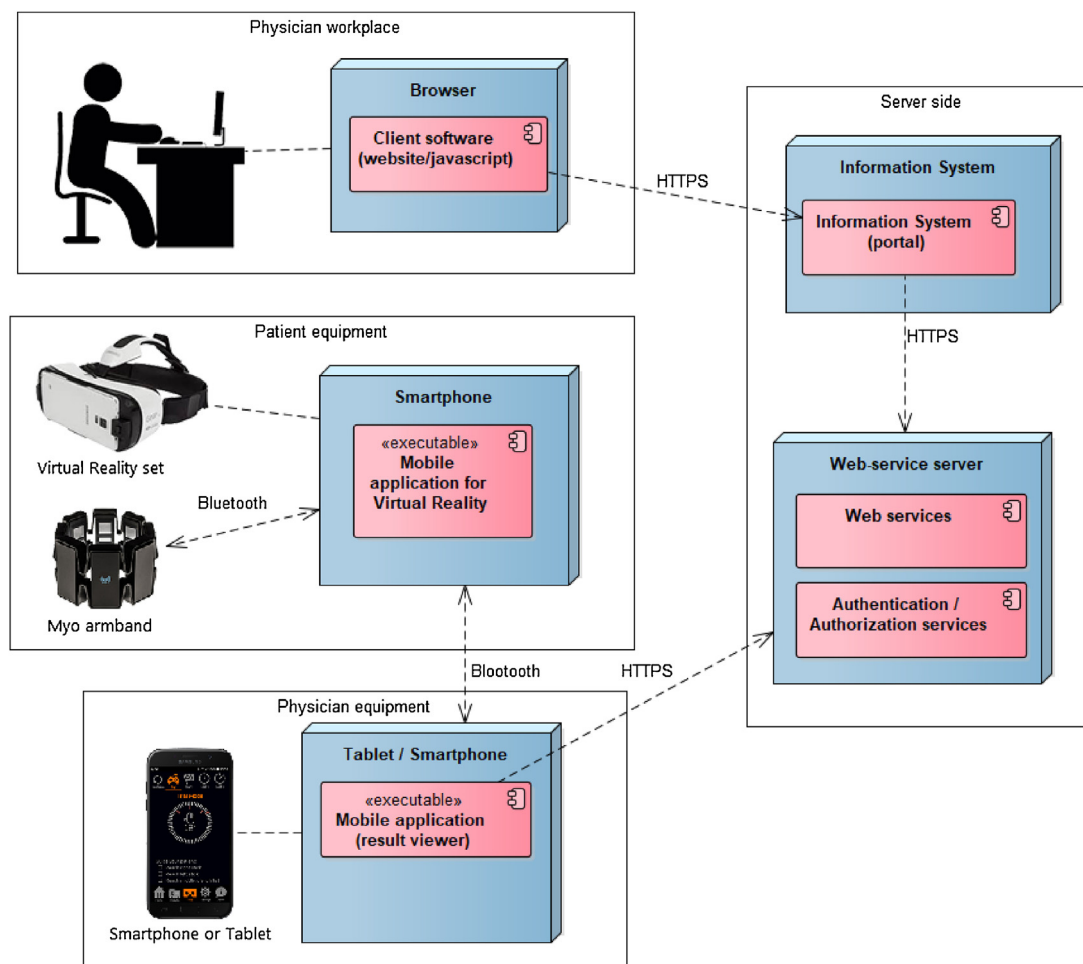 Physician workplace
Browser
Client software
(website/javascript)
HTTPS
Server side
Information System
Information System
(portal)
HTTPS
Patient equipment
Virtual Reality set
Smartphone
«executable»
Mobile
application for
Virtual Reality
Bluetooth
Myo armband
Web-service server
Web services
Authentication /
Authorization services
Blootooth
HTTPS
Physician equipment
Tablet / Smartphone
«executable»
Mobile application
(result viewer)
Smartphone or Tablet